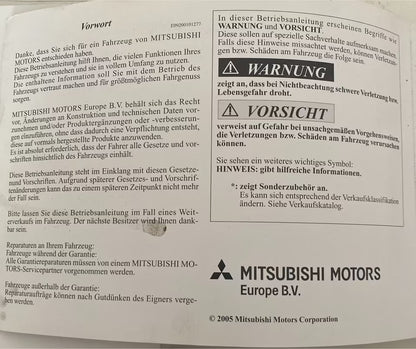 Vorwort
E09200101273
Danke, dass Sie sich für ein Fahrzeug von MITSUBISHI
MOTORS entschieden haben.
Diese Betriebsanleitung hilft Ihnen, die vielen Funktionen Ihres
Fahrzeugs zu verstehen und sie in vollem Umfang zu nutzen.
Die enthaltene Information soll Sie mit dem Betrieb des
Fahrzeugs vertraut machen und für größtmöglichen Fahrgenuss
sorgen.
MITSUBISHI MOTORS Europe B.V. behält sich das Recht
vor, Änderungen an Konstruktion und technischen Daten vor-
zunehmen und/oder Produktergänzungen oder -verbesserun-
gen einzuführen, ohne dass dadurch eine Verpflichtung entsteht,
diese auf vormals hergestellte Produkte anzuwenden.
Es ist absolut erforderlich, dass der Fahrer alle Gesetze und Vor-
schriften hinsichtlich des Fahrzeugs einhält.
Diese Betriebsanleitung steht im Einklang mit diesen Gesetzen
und Vorschriften. Aufgrund späterer Gesetzes- und Vorschrif-
tenänderungen kann das zu einem späteren Zeitpunkt nicht mehr
der Fall sein.
Bitte lassen Sie diese Betriebsanleitung im Fall eines Weit-
erverkaufs im Fahrzeug. Der nächste Besitzer wird Ihnen dank-
bar sein.
Reparaturen an Ihrem Fahrzeug:
Fahrzeuge während der Garantie:
Alle Garantiereparaturen müssen von einem MITSUBISHI MO-
TORS-Servicepartner vorgenommen werden.
Fahrzeuge außerhalb der Garantie:
Reparaturaufträge können nach Gutdünken des Eigners vergeben
werden.
In dieser Betriebsanleitung erscheinen Begriffe wie
WARNUNG und VORSICHT.
Diese sollen auf spezielle Sachverhalte aufmerksam machen.
Falls diese Hinweise missachtet werden, können Verletzun-
gen bzw. Schäden am Fahrzeug die Folge sein.
WARNUNG
zeigt an, dass bei Nichtbeachtung schwere Verletzung bzw.
Lebensgefahr droht.
VORSICHT
verweist auf Gefahr bei unsachgemäßen Vorgehensweisen,
die Verletzungen bzw. Schäden am Fahrzeug verursachen
können.
Sie sehen ein weiteres wichtiges Symbol:
HINWEIS: gibt hilfreiche Informationen.
*: zeigt Sonderzubehör an.
Es kann sich entsprechend der Verkaufsklassifikation
ändern. Siehe Verkaufskatalog.
MITSUBISHI MOTORS
Europe B.V.
© 2005 Mitsubishi Motors Corporation